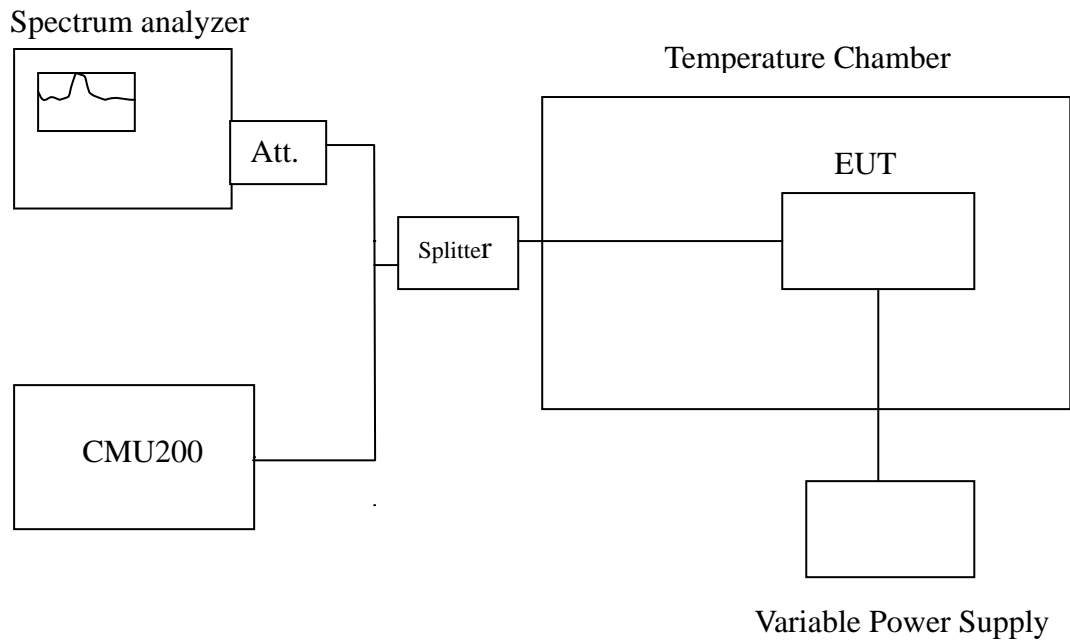 Spectrum analyzer
Temperature Chamber
Att.
EUT
Splitter
CMU200
Variable Power Supply